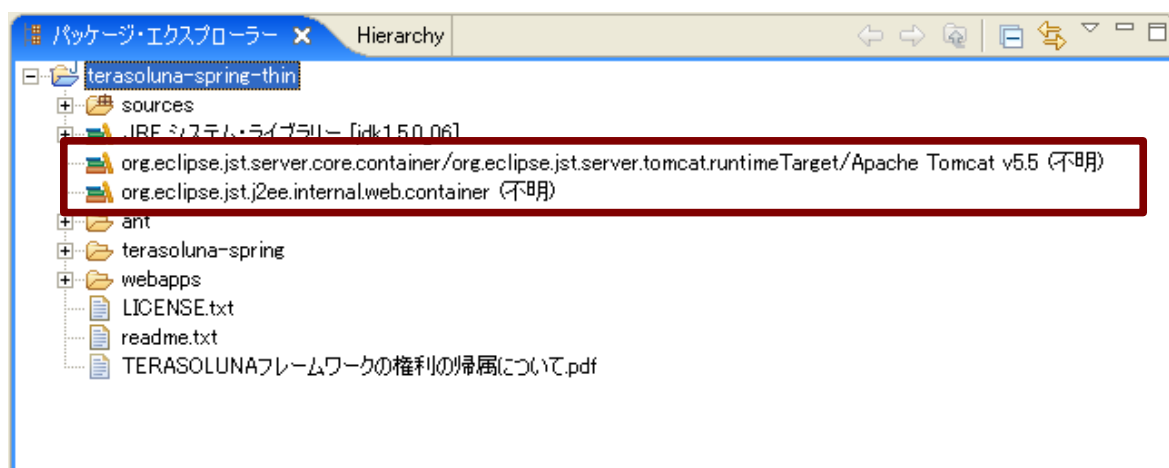 パッケージ・エクスプローラー Hierarchy
terasoluna-spring-thin
sources
JRE システム・ライブラリー [jdk1.5.0_06]
org.eclipse.jst.server.core.container/org.eclipse.jst.server.tomcat.runtimeTarget/Apache Tomcat v5.5 (不明)
org.eclipse.jst.j2ee.internal.web.container (不明)
ant
terasoluna-spring
webapps
LICENSE.txt
readme.txt
TERASOLUNAフレームワークの権利の帰属について.pdf